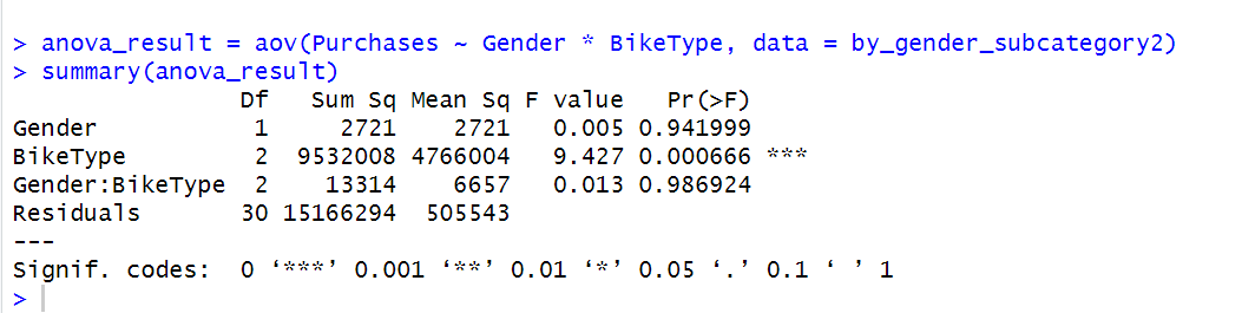 > anova_result = aov(Purchases ~ Gender * BikeType, data = by_gender_subcategory2)
> summary(anova_result)
                Df   Sum Sq Mean Sq F value   Pr(>F)
Gender           1     2721    2721   0.005 0.941999
BikeType         2  9532008 4766004   9.427 0.000666 ***
Gender:BikeType  2    13314    6657   0.013 0.986924
Residuals       30 15166294  505543
---
Signif. codes:  0 ‘***’ 0.001 ‘**’ 0.01 ‘*’ 0.05 ‘.’ 0.1 ‘ ’ 1
>